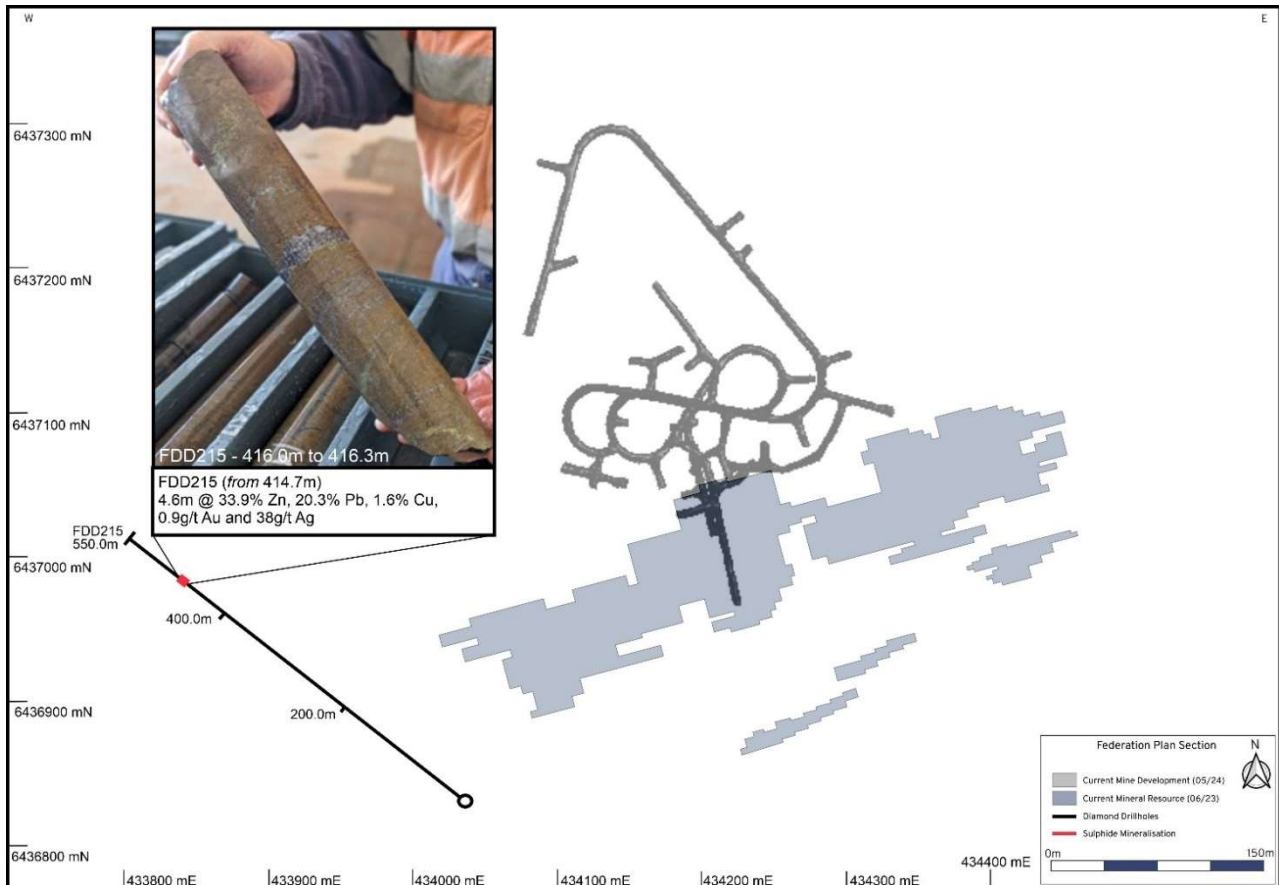 W
E
6437300 mN
6437200 mN
6437100 mN
6437000 mN
6436900 mN
6436800 mN
FDD215 - 416.0m to 416.3m
FDD215 (from 414.7m)
4.6m @ 33.9% Zn, 20.3% Pb, 1.6% Cu,
0.9g/t Au and 38g/t Ag
FDD215
550.0m
400.0m
200.0m
433800 mE
433900 mE
434000 mE
434100 mE
434200 mE
434300 mE
434400 mE
Federation Plan Section
N
Current Mine Development (05/24)
Current Mineral Resource (06/23)
Diamond Drillholes
Sulphide Mineralisation
0m
150m